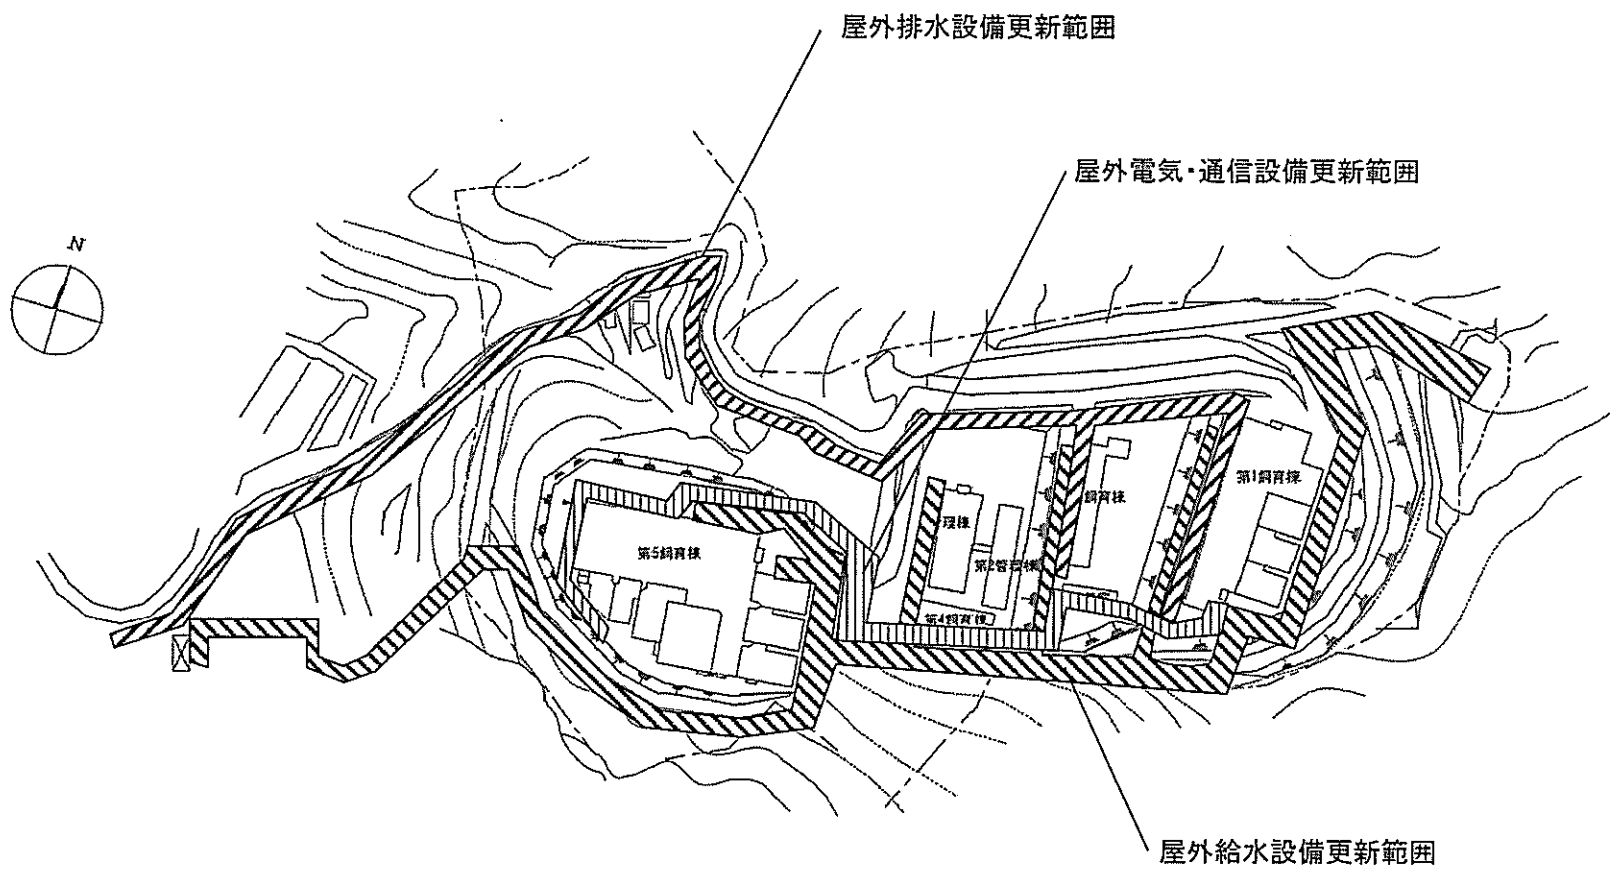 屋外排水設備更新範囲
屋外電気・通信設備更新範囲
N
第1飼育棟
飼育棟
理棟
第5飼育棟
第2管理棟
第4飼育棟
屋外給水設備更新範囲